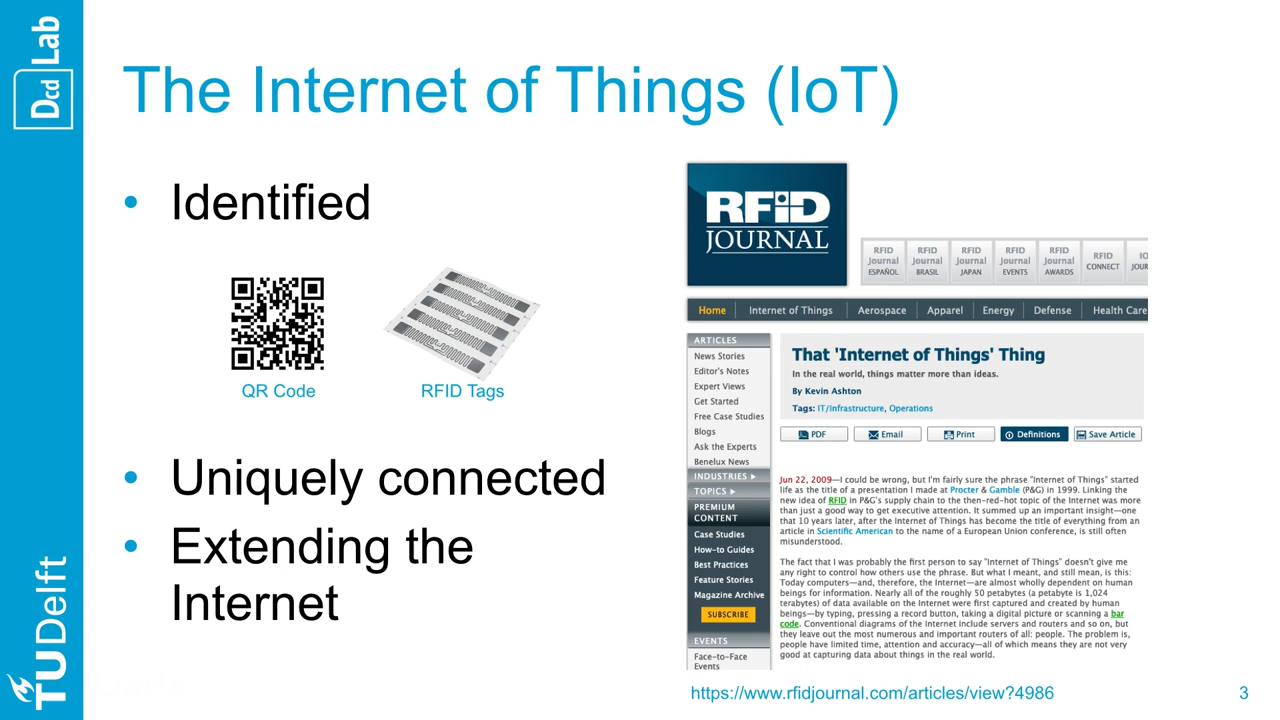 Dcd Lab
TUDelft
The Internet of Things (IoT)
• Identified
QR Code
RFID Tags
• Uniquely connected
• Extending the
Internet
RFiD
JOURNAL
RFID Journal ESPAÑOL
RFID Journal BRASIL
RFID Journal JAPAN
RFID Journal EVENTS
RFID Journal AWARDS
RFID CONNECT
Home
Internet of Things
Aerospace
Apparel
Energy
Defense
Health Care
ARTICLES
News Stories
Editor's Notes
Expert Views
Get Started
Free Case Studies
Blogs
Ask the Experts
Benelux News
INDUSTRIES ▶
TOPICS ▶
PREMIUM
CONTENT
Case Studies
How-to Guides
Best Practices
Feature Stories
Magazine Archive
SUBSCRIBE
EVENTS
Face-to-Face
Events
That 'Internet of Things' Thing
In the real world, things matter more than ideas.
By Kevin Ashton
Tags: IT/Infrastructure, Operations
PDF
Email
Print
Definitions
Save Article
Jun 22, 2009—I could be wrong, but I'm fairly sure the phrase "Internet of Things" started
life as the title of a presentation I made at Procter & Gamble (P&G) in 1999. Linking the
new idea of RFID in P&G's supply chain to the then-red-hot topic of the Internet was more
than just a good way to get executive attention. It summed up an important insight—one
that 10 years later, after the Internet of Things has become the title of everything from an
article in Scientific American to the name of a European Union conference, is still often
misunderstood.
The fact that I was probably the first person to say "Internet of Things" doesn't give me
any right to control how others use the phrase. But what I meant, and still mean, is this:
Today computers—and, therefore, the Internet—are almost wholly dependent on human
beings for information. Nearly all of the roughly 50 petabytes (a petabyte is 1,024
terabytes) of data available on the Internet were first captured and created by human
beings—by typing, pressing a record button, taking a digital picture or scanning a bar
code. Conventional diagrams of the Internet include servers and routers and so on, but
they leave out the most numerous and important routers of all: people. The problem is,
people have limited time, attention and accuracy—all of which means they are not very
good at capturing data about things in the real world.
https://www.rfidjournal.com/articles/view?4986
3